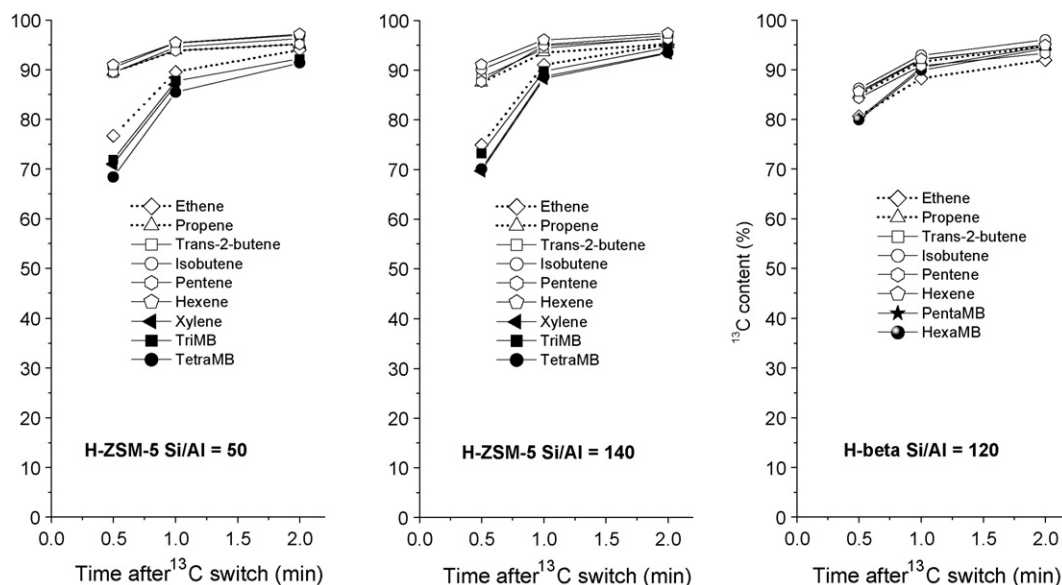 100
90
80
70
60
50
40
30
20
10
0
Ethene
Propene
Trans-2-butene
Isobutene
Pentene
Hexene
Xylene
TriMB
TetraMB
H-ZSM-5 Si/Al = 50
0.0 0.5 1.0 1.5 2.0
Time after ¹³C switch (min)
100
90
80
70
60
50
40
30
20
10
0
Ethene
Propene
Trans-2-butene
Isobutene
Pentene
Hexene
Xylene
TriMB
TetraMB
H-ZSM-5 Si/Al = 140
0.0 0.5 1.0 1.5 2.0
Time after ¹³C switch (min)
¹³C content (%)
100
90
80
70
60
50
40
30
20
10
0
Ethene
Propene
Trans-2-butene
Isobutene
Pentene
Hexene
PentaMB
HexaMB
H-beta Si/Al = 120
0.0 0.5 1.0 1.5 2.0
Time after ¹³C switch (min)